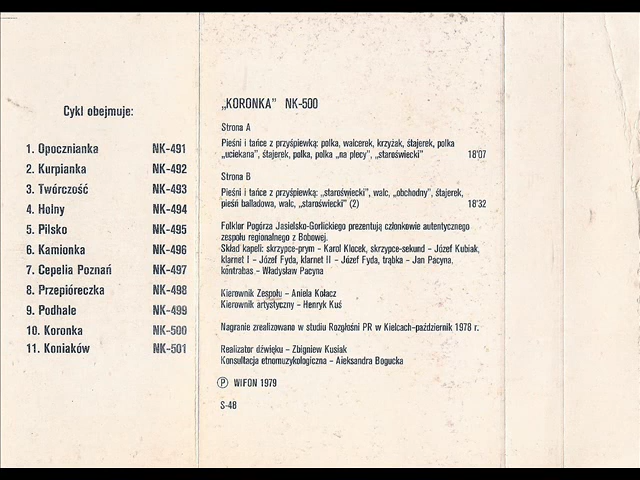 Cykl obejmuje:
1. Opocznianka NK-491
2. Kurpianka NK-492
3. Twórczość NK-493
4. Holny NK-494
5. Pilsko NK-495
6. Kamionka NK-496
7. Cepelia Poznań NK-497
8. Przepióreczka NK-498
9. Podhale NK-499
10. Koronka NK-500
11. Koniaków NK-501
„KORONKA” NK-500
Strona A
Pieśni i tańce z przyśpiewką: polka, walcerek, krzyżak, štajerek, polka
„uciekana”, štajerek, polka, polka „na plecy”, „staroświecki” 18'07
Strona B
Pieśni i tańce z przyśpiewką: „staroświecki”, walc, „obchodny”, štajerek,
pieśń balladowa, walc, „staroświecki” (2) 18'32
Folklor Pogórza Jasielsko-Gorlickiego prezentują członkowie autentycznego
zespołu regionalnego z Bobowej.
Skład kapeli: skrzypce-prym – Karol Klocek, skrzypce-sekund – Józef Kubiak,
klarnet I – Józef Fyda, klarnet II – Józef Fyda, trąbka – Jan Pacyna,
kontrabas – Władysław Pacyna
Kierownik Zespołu – Aniela Kołacz
Kierownik artystyczny – Henryk Kuś
Nagranie zrealizowano w studiu Rozgłośni PR w Kielcach–październik 1978 r.
Realizator dźwięku – Zbigniew Kusiak
Konsultacja etnomuzykologiczna – Aleksandra Bogucka
Ⓟ WIFON 1979
S-48